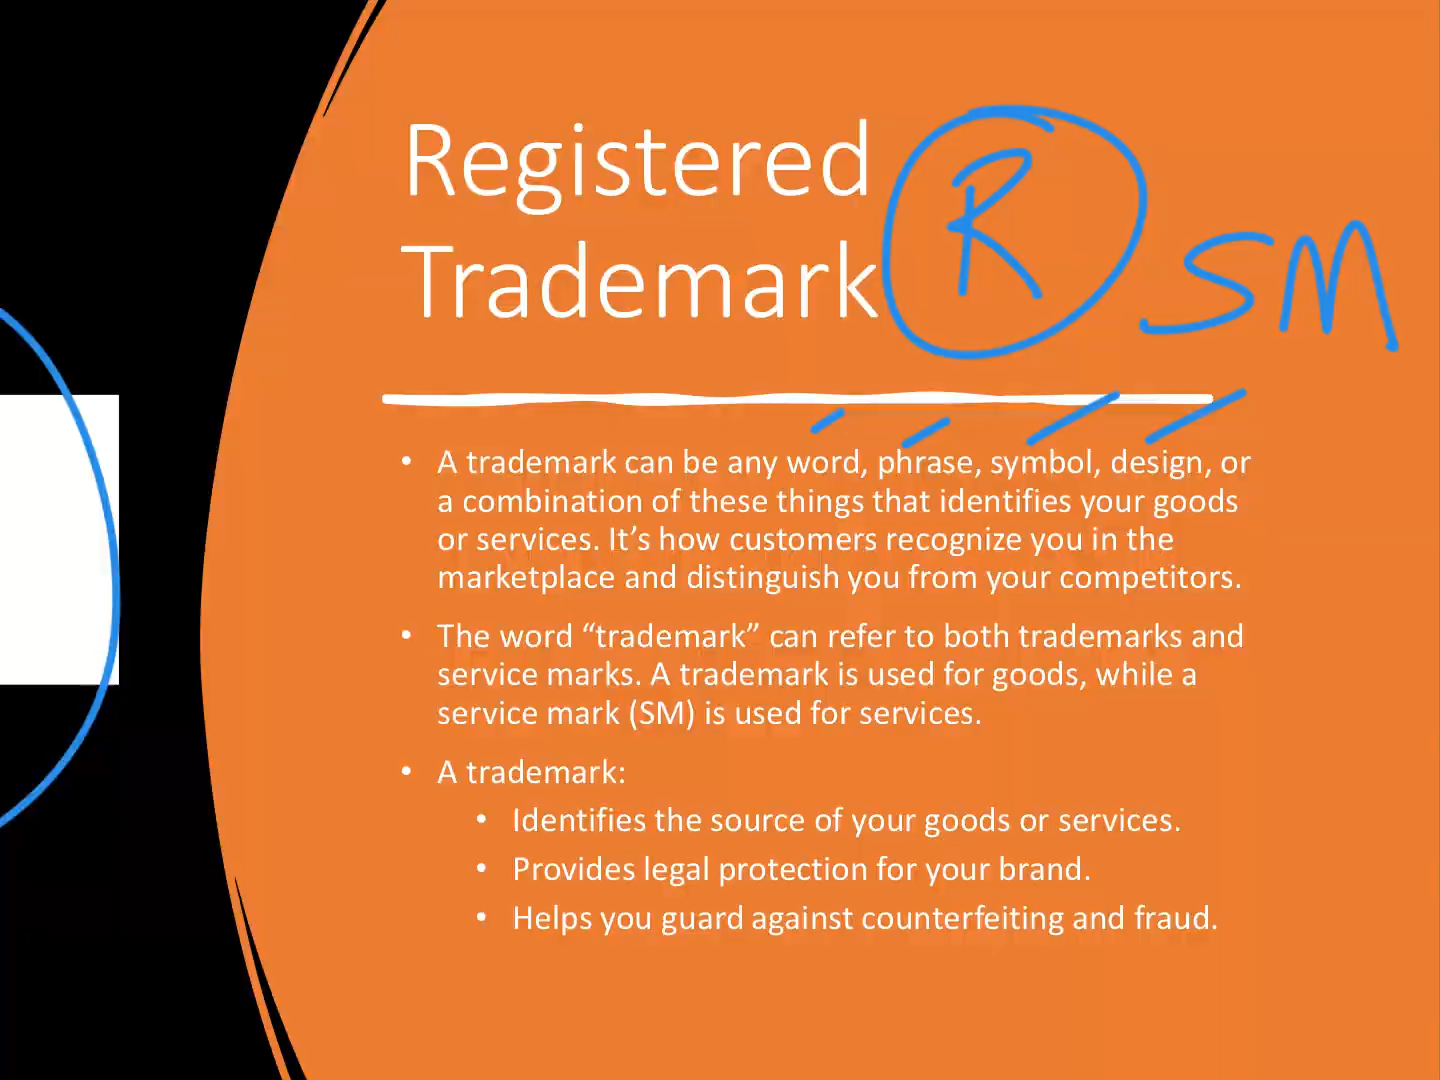 Registered
Trademark
R
SM
• A trademark can be any word, phrase, symbol, design, or
a combination of these things that identifies your goods
or services. It’s how customers recognize you in the
marketplace and distinguish you from your competitors.
• The word “trademark” can refer to both trademarks and
service marks. A trademark is used for goods, while a
service mark (SM) is used for services.
• A trademark:
• Identifies the source of your goods or services.
• Provides legal protection for your brand.
• Helps you guard against counterfeiting and fraud.